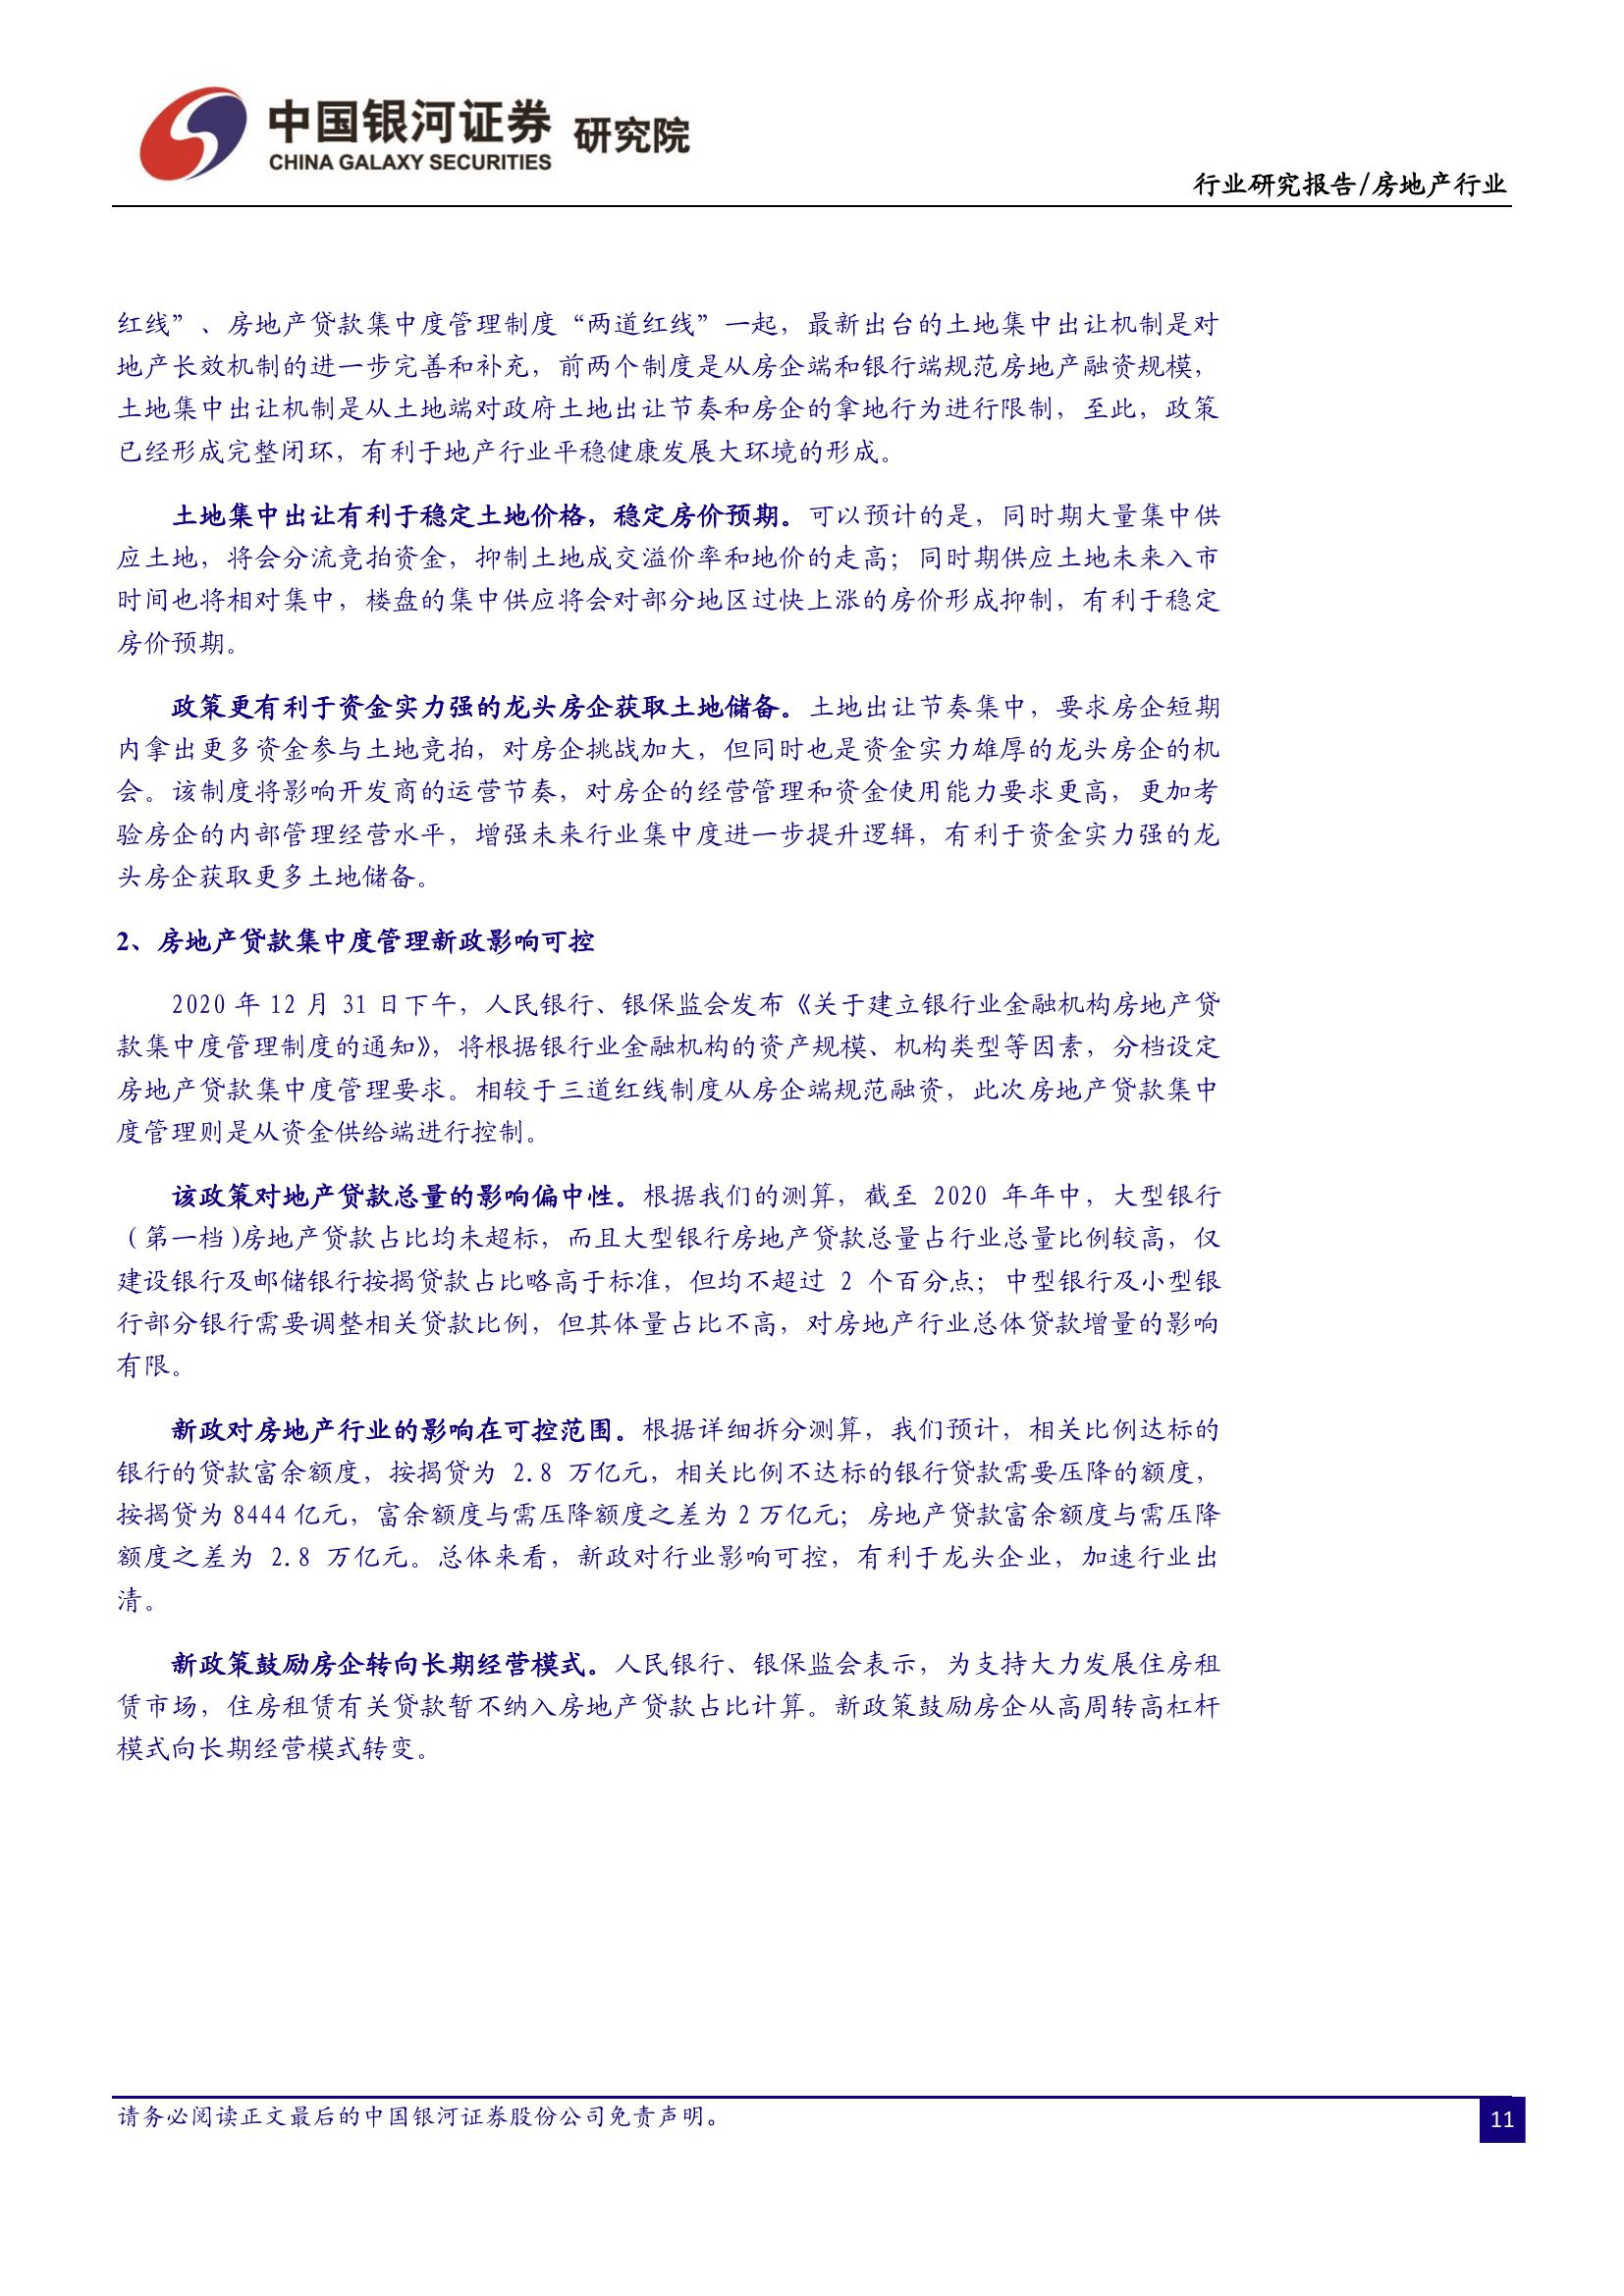 中国银河证券 研究院
CHINA GALAXY SECURITIES
行业研究报告/房地产行业
红线”、房地产贷款集中度管理制度“两道红线”一起，最新出台的土地集中出让机制是对
地产长效机制的进一步完善和补充，前两个制度是从房企端和银行端规范房地产融资规模，
土地集中出让机制是从土地端对政府土地出让节奏和房企的拿地行为进行限制，至此，政策
已经形成完整闭环，有利于地产行业平稳健康发展大环境的形成。
土地集中出让有利于稳定土地价格，稳定房价预期。可以预计的是，同时期大量集中供
应土地，将会分流竞拍资金，抑制土地成交溢价率和地价的走高；同时期供应土地未来入市
时间也将相对集中，楼盘的集中供应将会对部分地区过快上涨的房价形成抑制，有利于稳定
房价预期。
政策更有利于资金实力强的龙头房企获取土地储备。土地出让节奏集中，要求房企短期
内拿出更多资金参与土地竞拍，对房企挑战加大，但同时也是资金实力雄厚的龙头房企的机
会。该制度将影响开发商的运营节奏，对房企的经营管理和资金使用能力要求更高，更加考
验房企的内部管理经营水平，增强未来行业集中度进一步提升逻辑，有利于资金实力强的龙
头房企获取更多土地储备。
2、房地产贷款集中度管理新政影响可控
2020 年 12 月 31 日下午，人民银行、银保监会发布《关于建立银行业金融机构房地产贷
款集中度管理制度的通知》，将根据银行业金融机构的资产规模、机构类型等因素，分档设定
房地产贷款集中度管理要求。相较于三道红线制度从房企端规范融资，此次房地产贷款集中
度管理则是从资金供给端进行控制。
该政策对地产贷款总量的影响偏中性。根据我们的测算，截至 2020 年年中，大型银行
（第一档)房地产贷款占比均未超标，而且大型银行房地产贷款总量占行业总量比例较高，仅
建设银行及邮储银行按揭贷款占比略高于标准，但均不超过 2 个百分点；中型银行及小型银
行部分银行需要调整相关贷款比例，但其体量占比不高，对房地产行业总体贷款增量的影响
有限。
新政对房地产行业的影响在可控范围。根据详细拆分测算，我们预计，相关比例达标的
银行的贷款富余额度，按揭贷为 2.8 万亿元，相关比例不达标的银行贷款需要压降的额度，
按揭贷为 8444 亿元，富余额度与需压降额度之差为 2 万亿元；房地产贷款富余额度与需压降
额度之差为 2.8 万亿元。总体来看，新政对行业影响可控，有利于龙头企业，加速行业出
清。
新政策鼓励房企转向长期经营模式。人民银行、银保监会表示，为支持大力发展住房租
赁市场，住房租赁有关贷款暂不纳入房地产贷款占比计算。新政策鼓励房企从高周转高杠杆
模式向长期经营模式转变。
请务必阅读正文最后的中国银河证券股份公司免责声明。
11